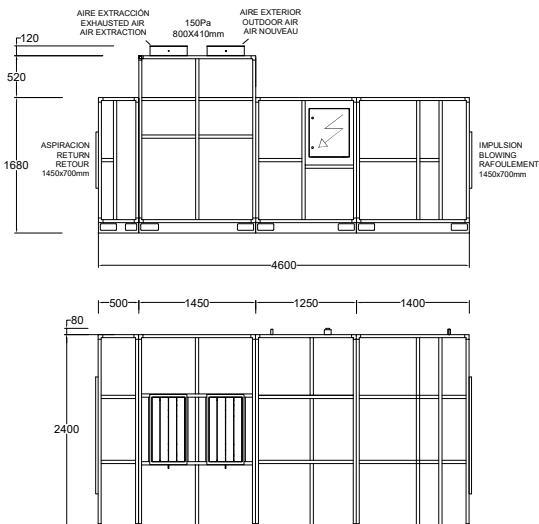 AIRE EXTRACCIÓN
EXHAUSTED AIR
AIR EXTRACTION
150Pa
800X410mm
AIRE EXTERIOR
OUTDOOR AIR
AIR NOUVEAU
120
520
1680
ASPIRACION
RETURN
RETOUR
1450x700mm
IMPULSION
BLOWING
RAFOULEMENT
1450x700mm
4600
500
1450
1250
1400
80
2400